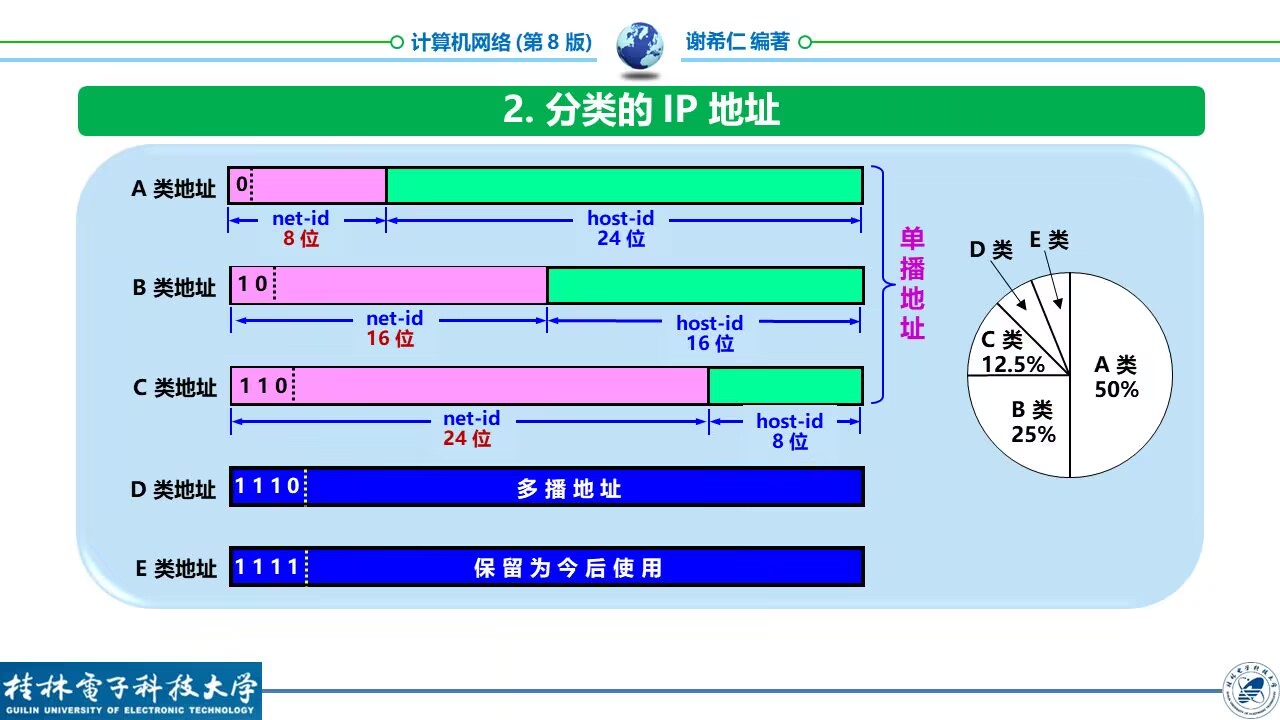 计算机网络 (第 8 版)
谢希仁 编著
2. 分类的 IP 地址
A 类地址
0
net-id
8 位
host-id
24 位
B 类地址
1 0
net-id
16 位
host-id
16 位
C 类地址
1 1 0
net-id
24 位
host-id
8 位
单播地址
D 类地址
1 1 1 0
多 播 地 址
E 类地址
1 1 1 1
保 留 为 今 后 使 用
D 类
E 类
C 类
12.5%
A 类
50%
B 类
25%
桂林電子科技大学
GUILIN UNIVERSITY OF ELECTRONIC TECHNOLOGY